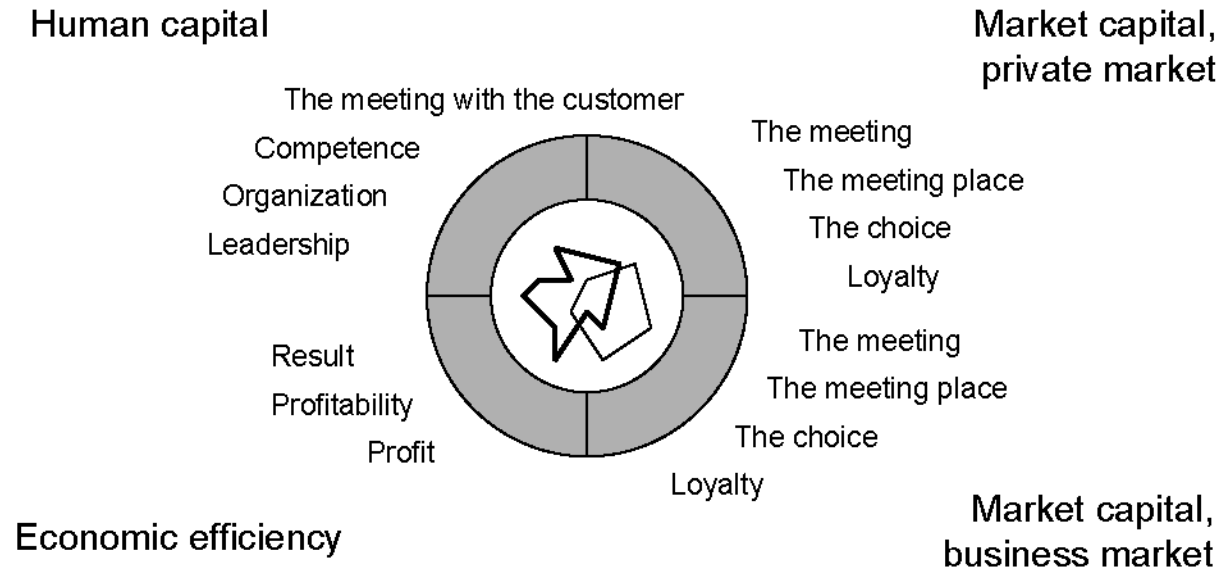 Human capital
Market capital,
private market
The meeting with the customer
Competence
Organization
Leadership
The meeting
The meeting place
The choice
Loyalty
Result
Profitability
Profit
The meeting
The meeting place
The choice
Loyalty
Economic efficiency
Market capital,
business market